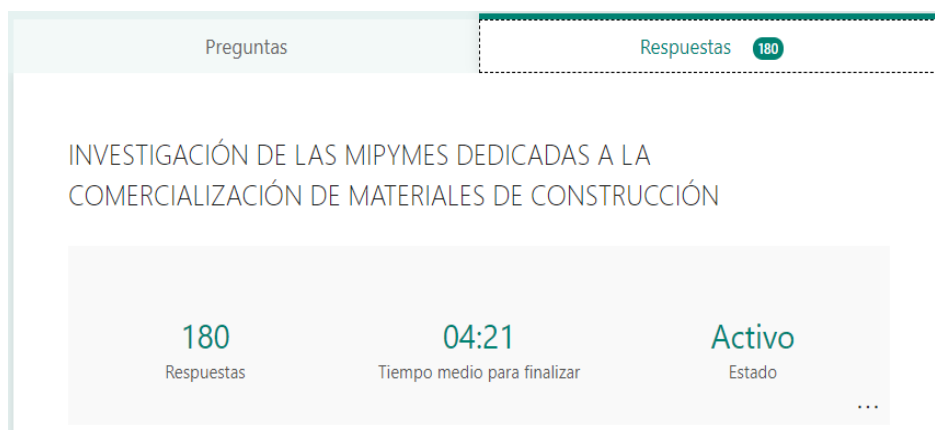 Preguntas
Respuestas 180
INVESTIGACIÓN DE LAS MIPYMES DEDICADAS A LA
COMERCIALIZACIÓN DE MATERIALES DE CONSTRUCCIÓN
180
Respuestas
04:21
Tiempo medio para finalizar
Activo
Estado
...